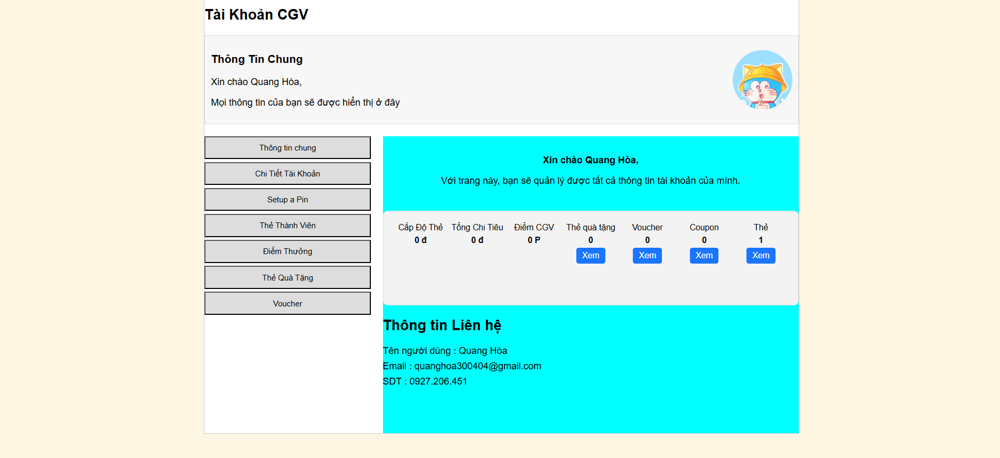 Tài Khoản CGV
Thông Tin Chung
Xin chào Quang Hòa,
Mọi thông tin của bạn sẽ được hiển thị ở đây
Thông tin chung
Chi Tiết Tài Khoản
Setup a Pin
Thẻ Thành Viên
Điểm Thưởng
Thẻ Quà Tặng
Voucher
Xin chào Quang Hòa,
Với trang này, bạn sẽ quản lý được tất cả thông tin tài khoản của mình.
Cấp Độ Thẻ Tổng Chi Tiêu Điểm CGV Thẻ quà tặng Voucher Coupon Thẻ
0 đ 0 đ 0 P 0 0 0 1
Xem Xem Xem Xem
Thông tin Liên hệ
Tên người dùng : Quang Hòa
Email : quanghoa300404@gmail.com
SDT : 0927.206.451